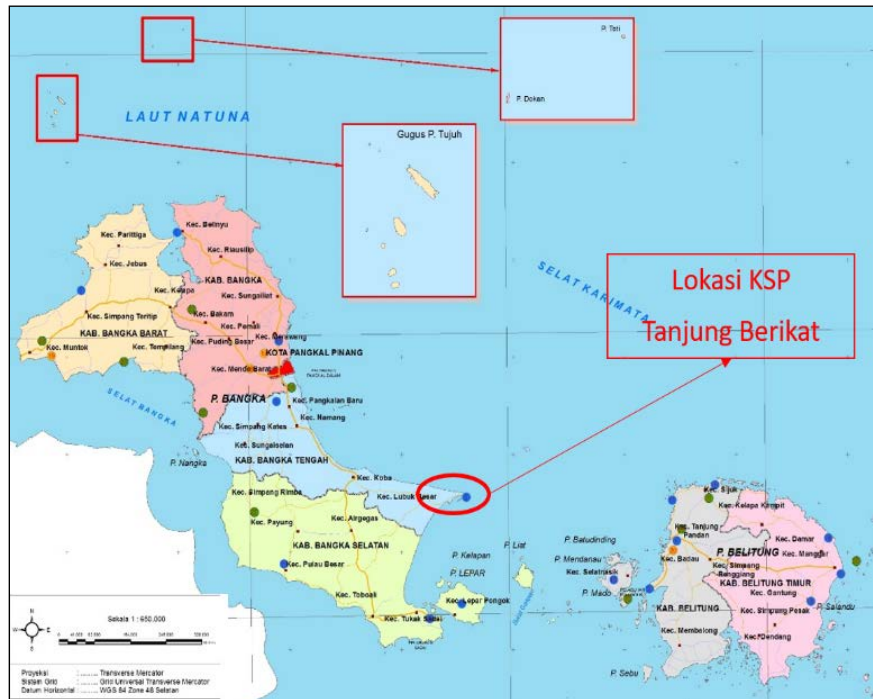 P. Teti
P. Dokan
LAUT NATUNA
Gugus P. Tujuh
Lokasi KSP
Tanjung Berikat
SELAT KARIMATA
Kec. Parittiga
Kec. Jebus
Kec. Belinyu
Kec. Riausilip
KAB. BANGKA
Kec. Kelapa
Kec. Sungailiat
Kec. Simpang Teritip
Kec. Bakam
Kec. Pemali
KAB. BANGKA BARAT
Kec. Puding Besar
Kec. Merawang
Kec. Muntok
Kec. Tempilang
KOTA PANGKAL PINANG
Kec. Mendo Barat
P. BANGKA
SELAT BANGKA
Kec. Pangkalan Baru
Kec. Simpang Katis
Kec. Namang
Kec. Sungaiselan
P. Nangka
KAB. BANGKA TENGAH
Kec. Koba
Kec. Lubuk Besar
Kec. Simpang Rimba
Kec. Payung
Kec. Airgegas
KAB. BANGKA SELATAN
Kec. Pulau Besar
Kec. Toboali
Kec. Tukak Sadai
P. Kelapan
P. Liat
P. LEPAR
Kec. Lepar Pongok
P. Batudinding
P. Mendanau
Kec. Selatnasik
Kec. Sijuk
Kec. Kelapa Kampit
Kec. Tanjung
Pandan
Kec. Damar
Kec. Manggar
P. BELITUNG
Kec. Badau
Kec. Simpang
Renggiang
KAB. BELITUNG TIMUR
Kec. Gantung
KAB. BELITUNG
Kec. Simpang Pesak
Kec. Membalong
Kec. Dendang
P. Sebu
N
W
E
S
Skala 1 : 650,000
Proyeksi : ......... Transverse Mercator
Sistem Grid : ......... Grid Universal Transverse Mercator
Datum Horizontal : ......... WGS 84 Zone 48 Selatan